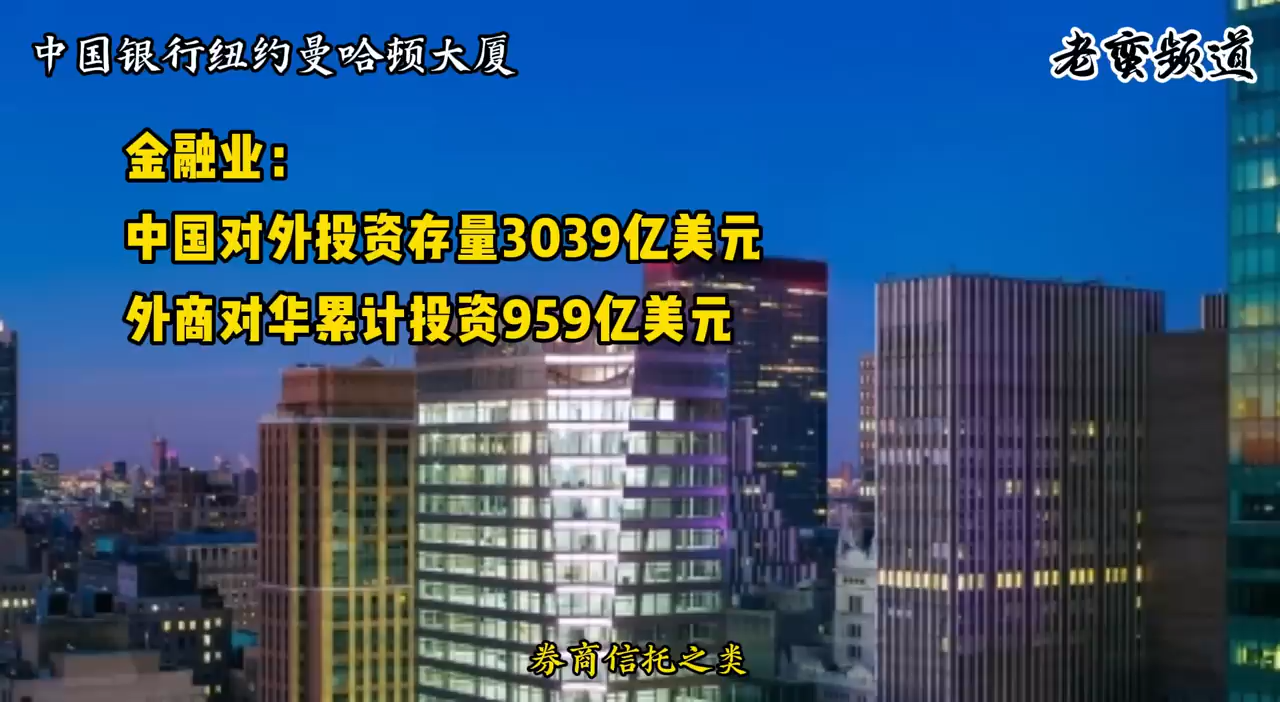 中国银行纽约曼哈顿大厦
老蛮频道
金融业：
中国对外投资存量3039亿美元
外商对华累计投资959亿美元
券商信托之类